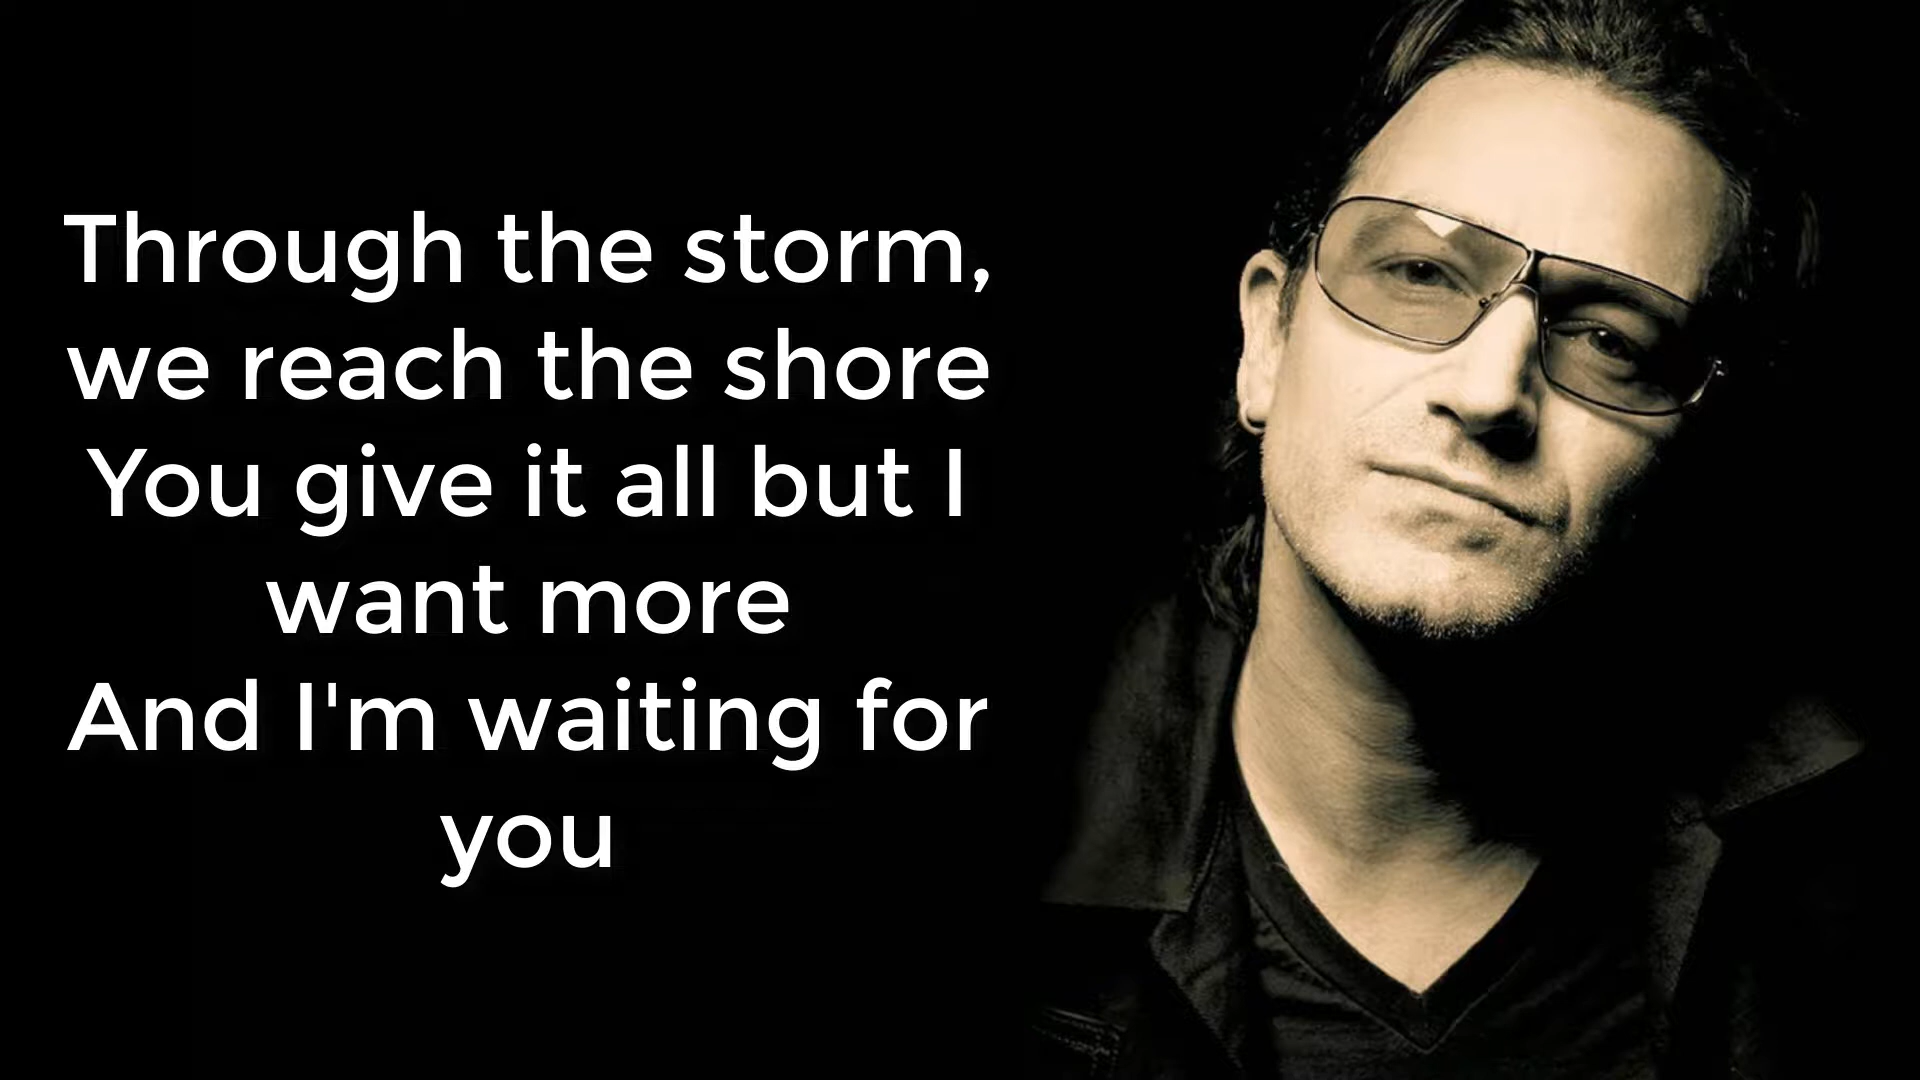 Through the storm,
we reach the shore
You give it all but I
want more
And I'm waiting for
you